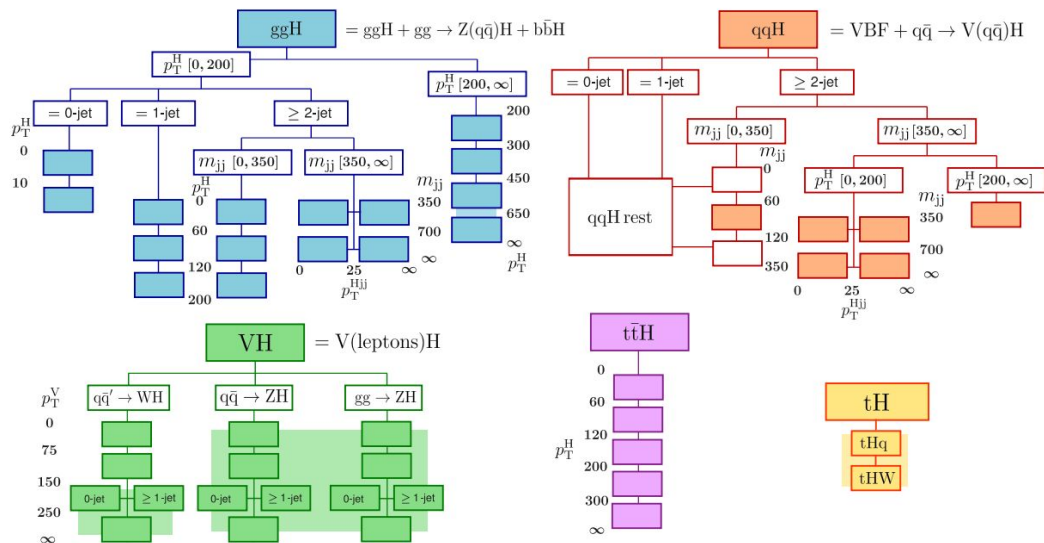 ggH = ggH + gg → Z(qq̄)H + bb̄H
p_T^H [0, 200]
p_T^H [200, ∞]
= 0-jet
= 1-jet
≥ 2-jet
p_T^H
0
10
m_jj [0, 350]
m_jj [350, ∞]
p_T^H
0
60
120
200
m_jj
350
700
∞
0 25 ∞
p_T^Hjj
200
300
450
650
∞
p_T^H
qqH = VBF + qq̄ → V(qq̄)H
= 0-jet
= 1-jet
≥ 2-jet
m_jj [0, 350]
m_jj [350, ∞]
m_jj
0
60
120
350
qqH rest
p_T^H [0, 200]
p_T^H [200, ∞]
m_jj
350
700
∞
0 25 ∞
p_T^Hjj
VH = V(leptons)H
p_T^V
qq̄′ → WH
qq̄ → ZH
gg → ZH
0
75
150
250
∞
0-jet ≥ 1-jet 0-jet ≥ 1-jet 0-jet ≥ 1-jet
tt̄H
0
60
120
p_T^H
200
300
∞
tH
tHq
tHW